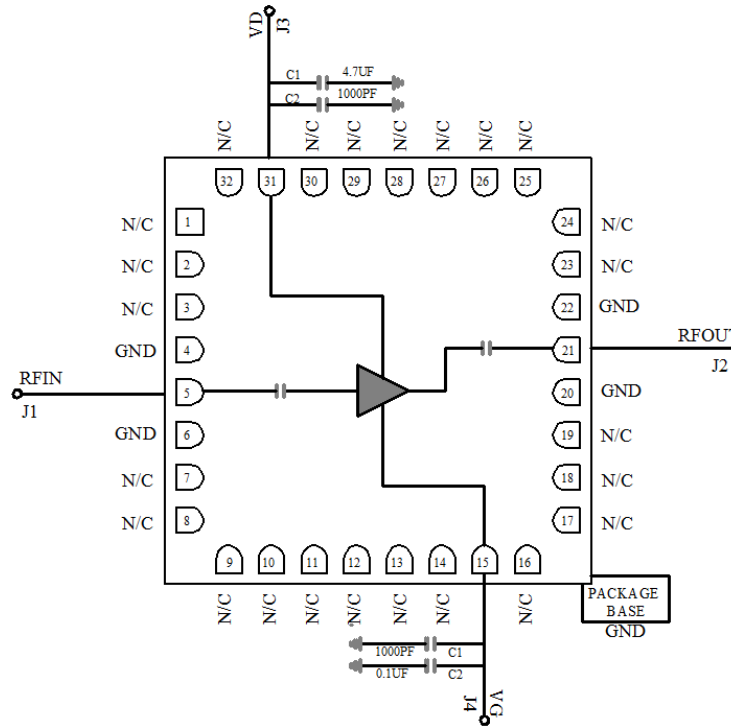 VD
J3
C1 4.7UF
C2 1000PF
N/C N/C N/C N/C N/C N/C N/C
32 31 30 29 28 27 26 25
N/C 1 24 N/C
N/C 2 23 N/C
N/C 3 22 GND
GND 4 21 RFOUT
J2
RFIN 5 20 GND
J1
GND 6 19 N/C
N/C 7 18 N/C
N/C 8 17 N/C
9 10 11 12 13 14 15 16
N/C N/C N/C N/C N/C N/C N/C
PACKAGE
BASE
GND
1000PF C1
0.1UF C2
J4
VG